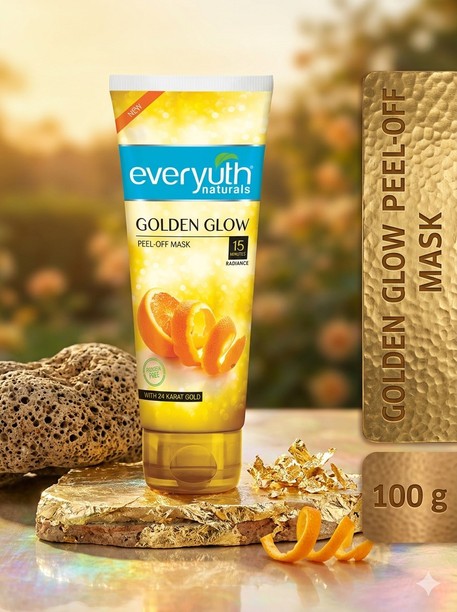 NEW
everyuth
naturals
GOLDEN GLOW
PEEL-OFF MASK
15
MINUTES
RADIANCE
PARABEN
FREE
WITH 24 KARAT GOLD
GOLDEN GLOW PEEL-OFF
MASK
100 g